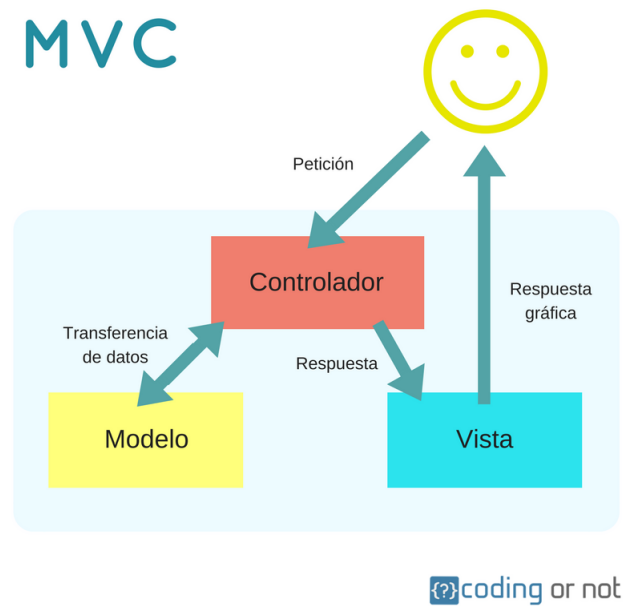 MVC
Petición
Controlador
Respuesta
gráfica
Transferencia
de datos
Respuesta
Modelo
Vista
{?} coding or not